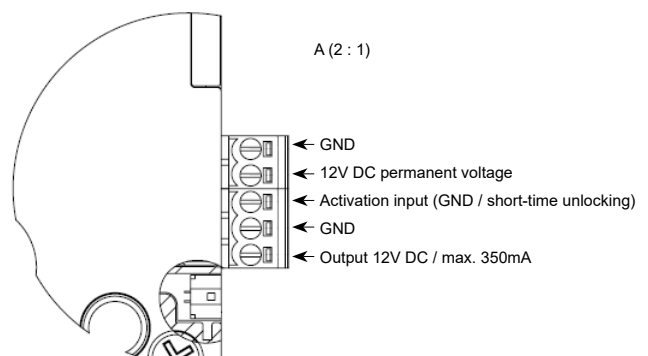 A (2 : 1)
GND
12V DC permanent voltage
Activation input (GND / short-time unlocking)
GND
Output 12V DC / max. 350mA